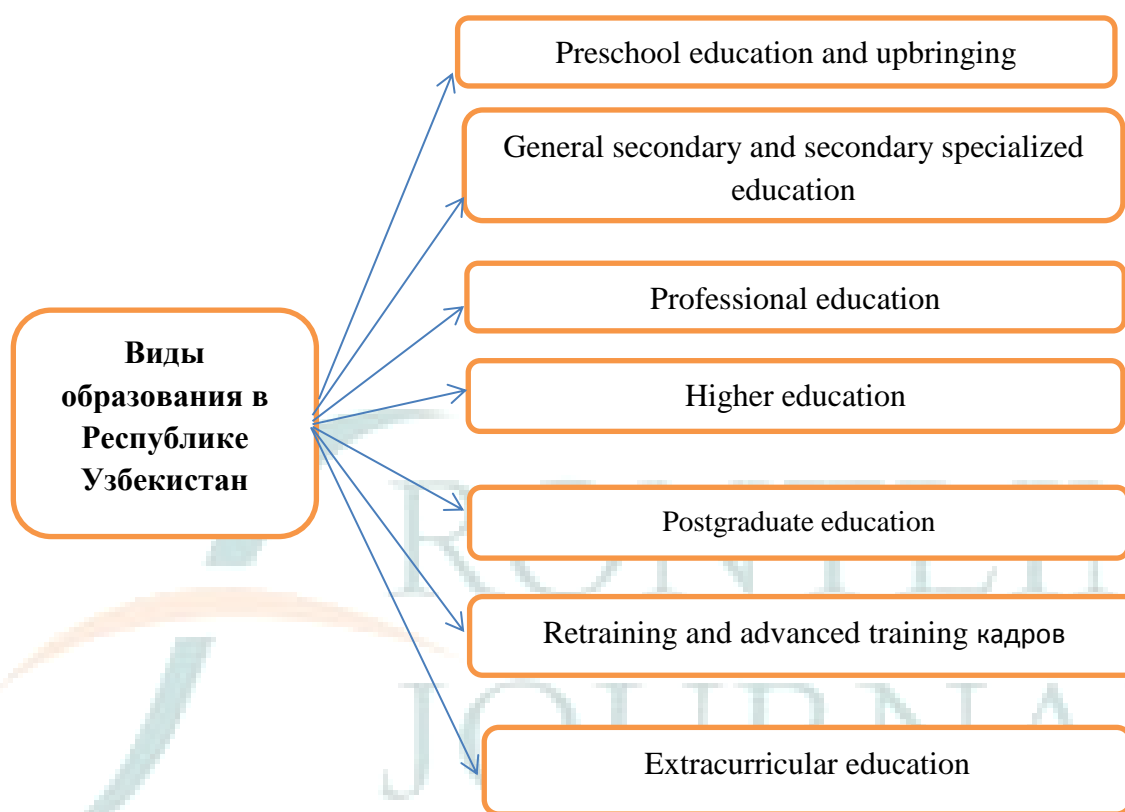 Preschool education and upbringing
General secondary and secondary specialized
education
Professional education
Виды
образования в
Республике
Узбекистан
Higher education
Postgraduate education
Retraining and advanced training кадров
Extracurricular education